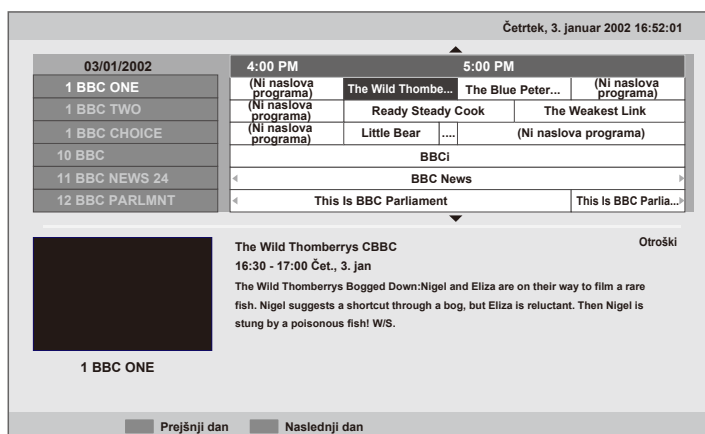 Četrtek, 3. januar 2002 16:52:01
03/01/2002 4:00 PM 5:00 PM
1 BBC ONE (Ni naslova programa) The Wild Thombe... The Blue Peter... (Ni naslova programa)
1 BBC TWO (Ni naslova programa) Ready Steady Cook The Weakest Link
1 BBC CHOICE (Ni naslova programa) Little Bear .... (Ni naslova programa)
10 BBC BBCi
11 BBC NEWS 24 BBC News
12 BBC PARLMNT This Is BBC Parliament This Is BBC Parlia...
The Wild Thomberrys CBBC Otroški
16:30 - 17:00 Čet., 3. jan
The Wild Thomberrys Bogged Down:Nigel and Eliza are on their way to film a rare
fish. Nigel suggests a shortcut through a bog, but Eliza is reluctant. Then Nigel is
stung by a poisonous fish! W/S.
1 BBC ONE
Prejšnji dan Naslednji dan